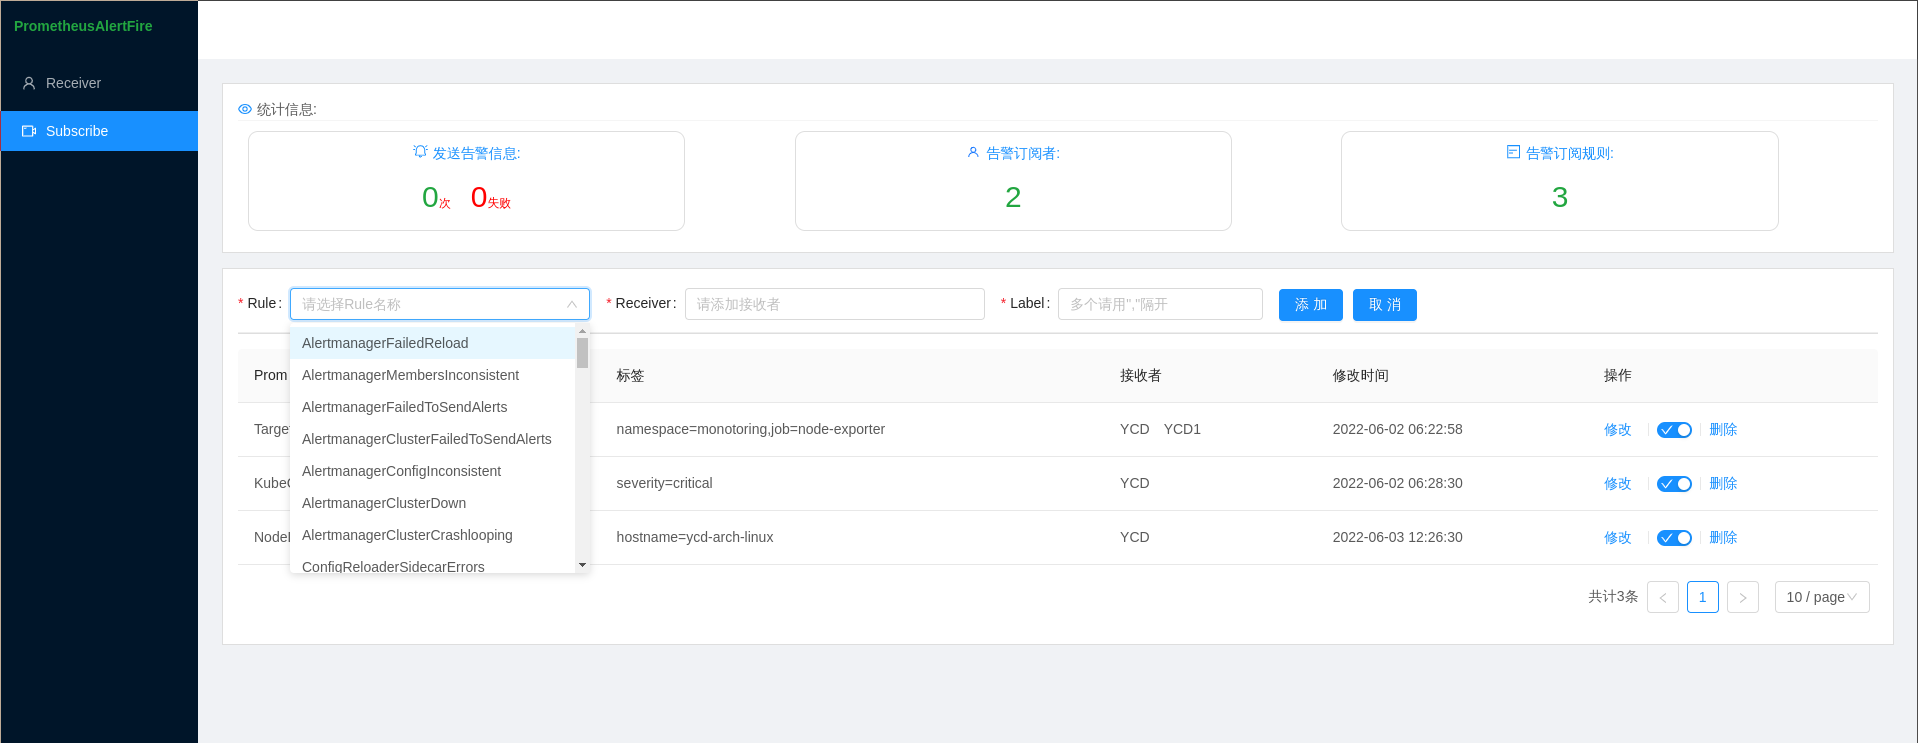 PrometheusAlertFire
Receiver
Subscribe
统计信息:
发送告警信息:
0次 0失败
告警订阅者:
2
告警订阅规则:
3
* Rule: 请选择Rule名称 * Receiver: 请添加接收者 * Label: 多个请用","隔开 添 加 取 消
AlertmanagerFailedReload
AlertmanagerMembersInconsistent
AlertmanagerFailedToSendAlerts
AlertmanagerClusterFailedToSendAlerts
AlertmanagerConfigInconsistent
AlertmanagerClusterDown
AlertmanagerClusterCrashlooping
ConfigReloaderSidecarErrors
Prom 标签 接收者 修改时间 操作
Target namespace=monotoring,job=node-exporter YCD YCD1 2022-06-02 06:22:58 修改 删除
Kube severity=critical YCD 2022-06-02 06:28:30 修改 删除
Node hostname=ycd-arch-linux YCD 2022-06-03 12:26:30 修改 删除
共计3条 1 10 / page